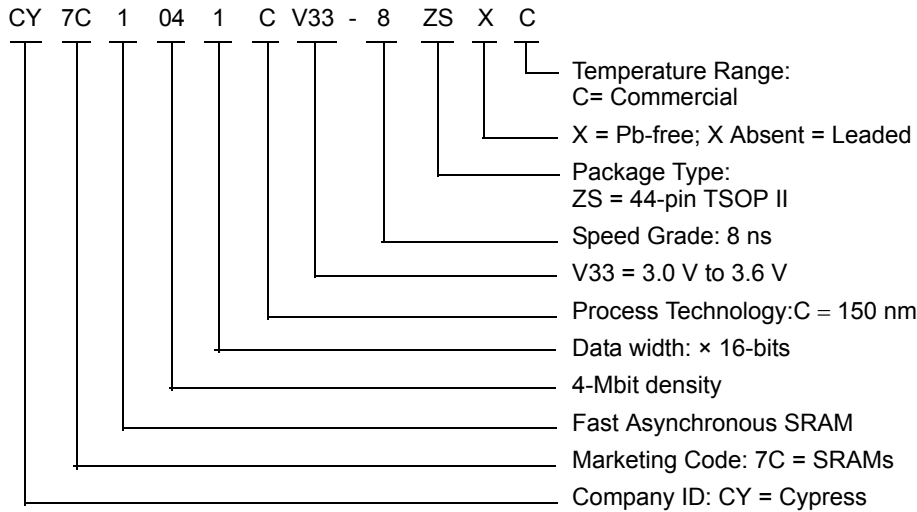 CY 7C 1 04 1 C V33 - 8 ZS X C
Temperature Range:
C= Commercial
X = Pb-free; X Absent = Leaded
Package Type:
ZS = 44-pin TSOP II
Speed Grade: 8 ns
V33 = 3.0 V to 3.6 V
Process Technology:C = 150 nm
Data width: × 16-bits
4-Mbit density
Fast Asynchronous SRAM
Marketing Code: 7C = SRAMs
Company ID: CY = Cypress